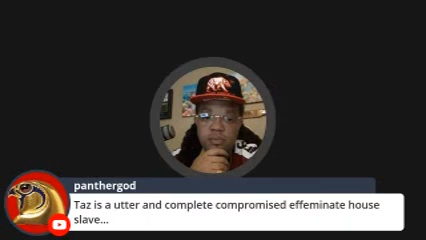 panthergod
Taz is a utter and complete compromised effeminate house
slave...